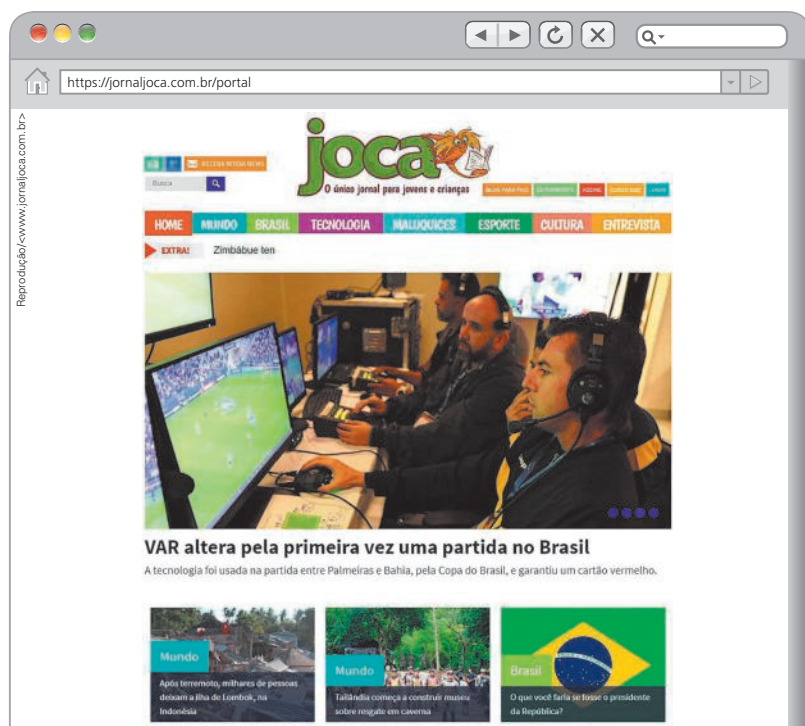 https://jornaljoca.com.br/portal
Reprodução/<www.jornaljoca.com.br>
joca
O único jornal para jovens e crianças
RECEBA NOSSA NEWS
Busca
HOME MUNDO BRASIL TECNOLOGIA MALUQUICES ESPORTE CULTURA ENTREVISTA
EXTRA! Zimbábue ten
VAR altera pela primeira vez uma partida no Brasil
A tecnologia foi usada na partida entre Palmeiras e Bahia, pela Copa do Brasil, e garantiu um cartão vermelho.
Mundo
Após terremoto, milhares de pessoas
deixam a ilha de Lombok, na
Indonésia
Mundo
Tailândia começa a construir museu
sobre resgate em caverna
Brasil
O que você faria se fosse o presidente
da República?